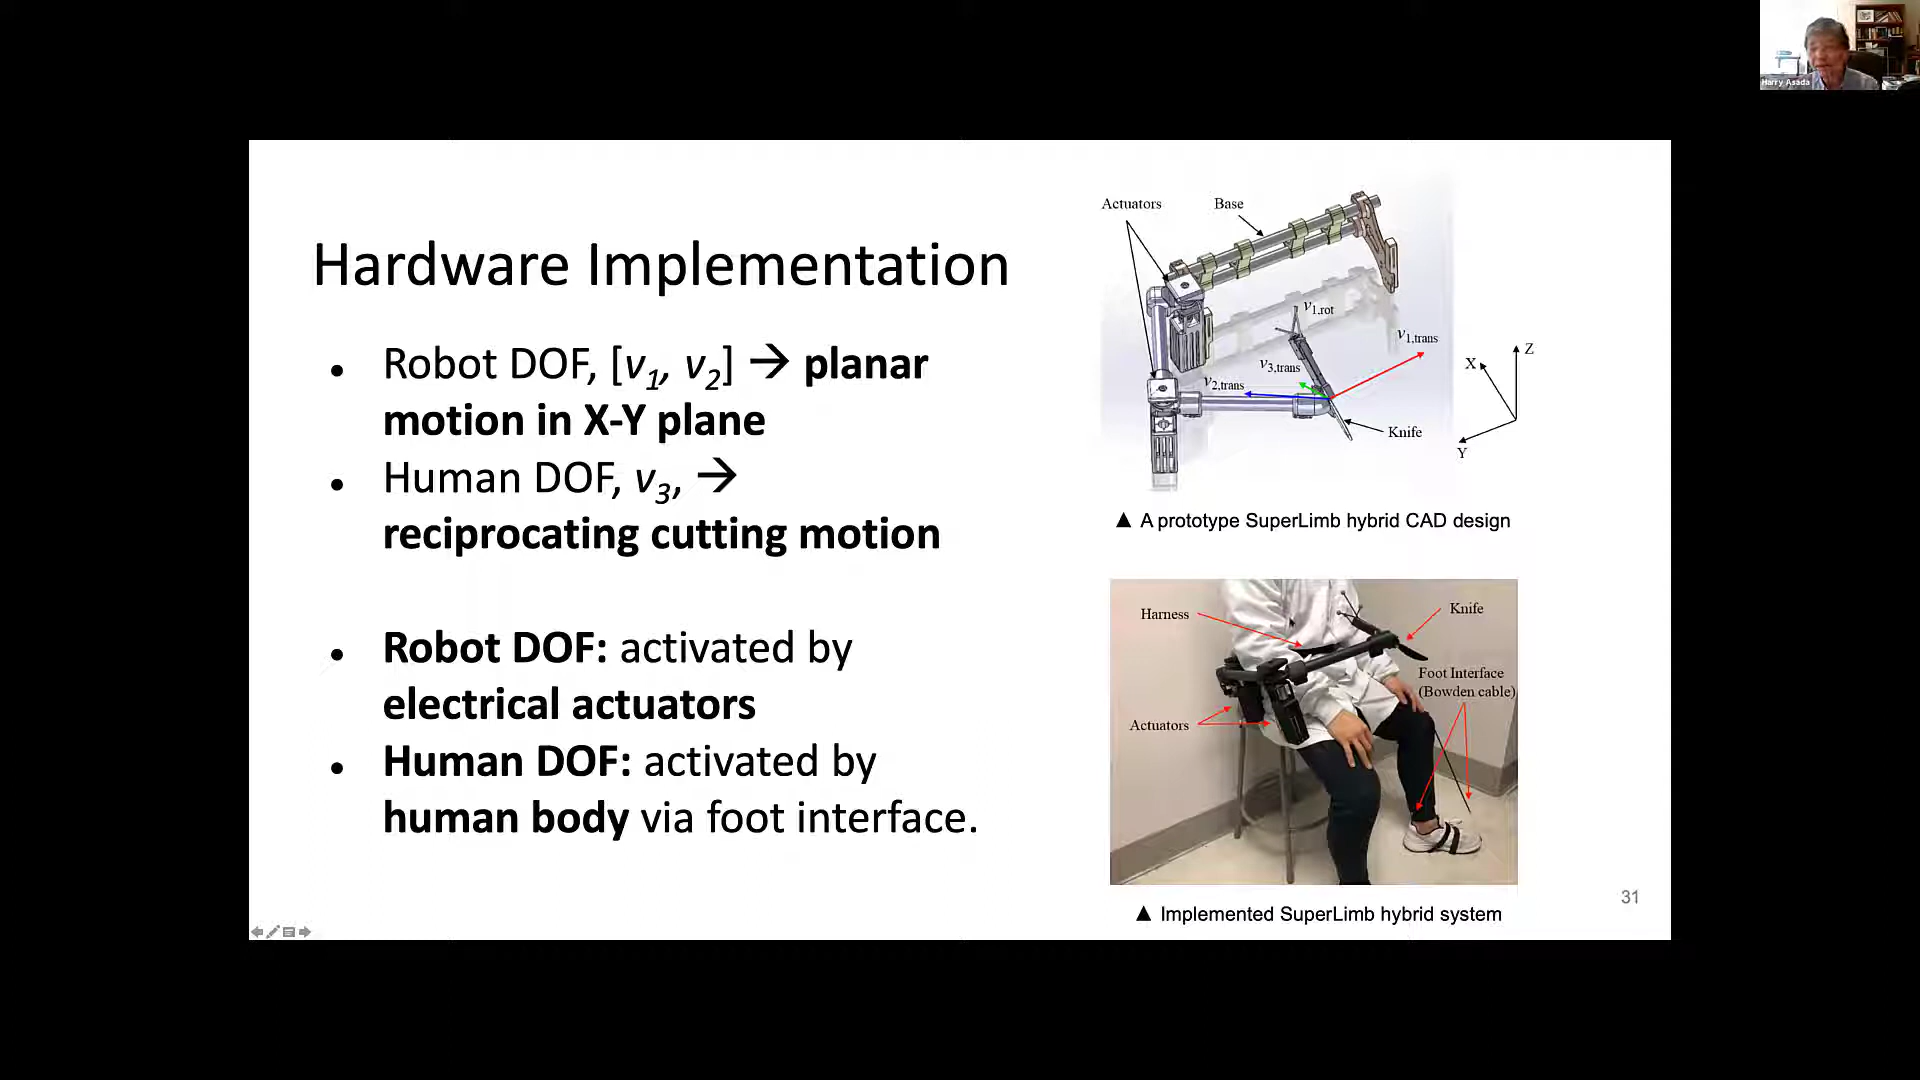 Harry Asada
Hardware Implementation
● Robot DOF, [v1, v2] → planar
motion in X-Y plane
● Human DOF, v3, →
reciprocating cutting motion
● Robot DOF: activated by
electrical actuators
● Human DOF: activated by
human body via foot interface.
Actuators
Base
v1,rot
v1,trans
v3,trans
v2,trans
Knife
Z
X
Y
▲ A prototype SuperLimb hybrid CAD design
Harness
Knife
Foot Interface
(Bowden cable)
Actuators
▲ Implemented SuperLimb hybrid system
31